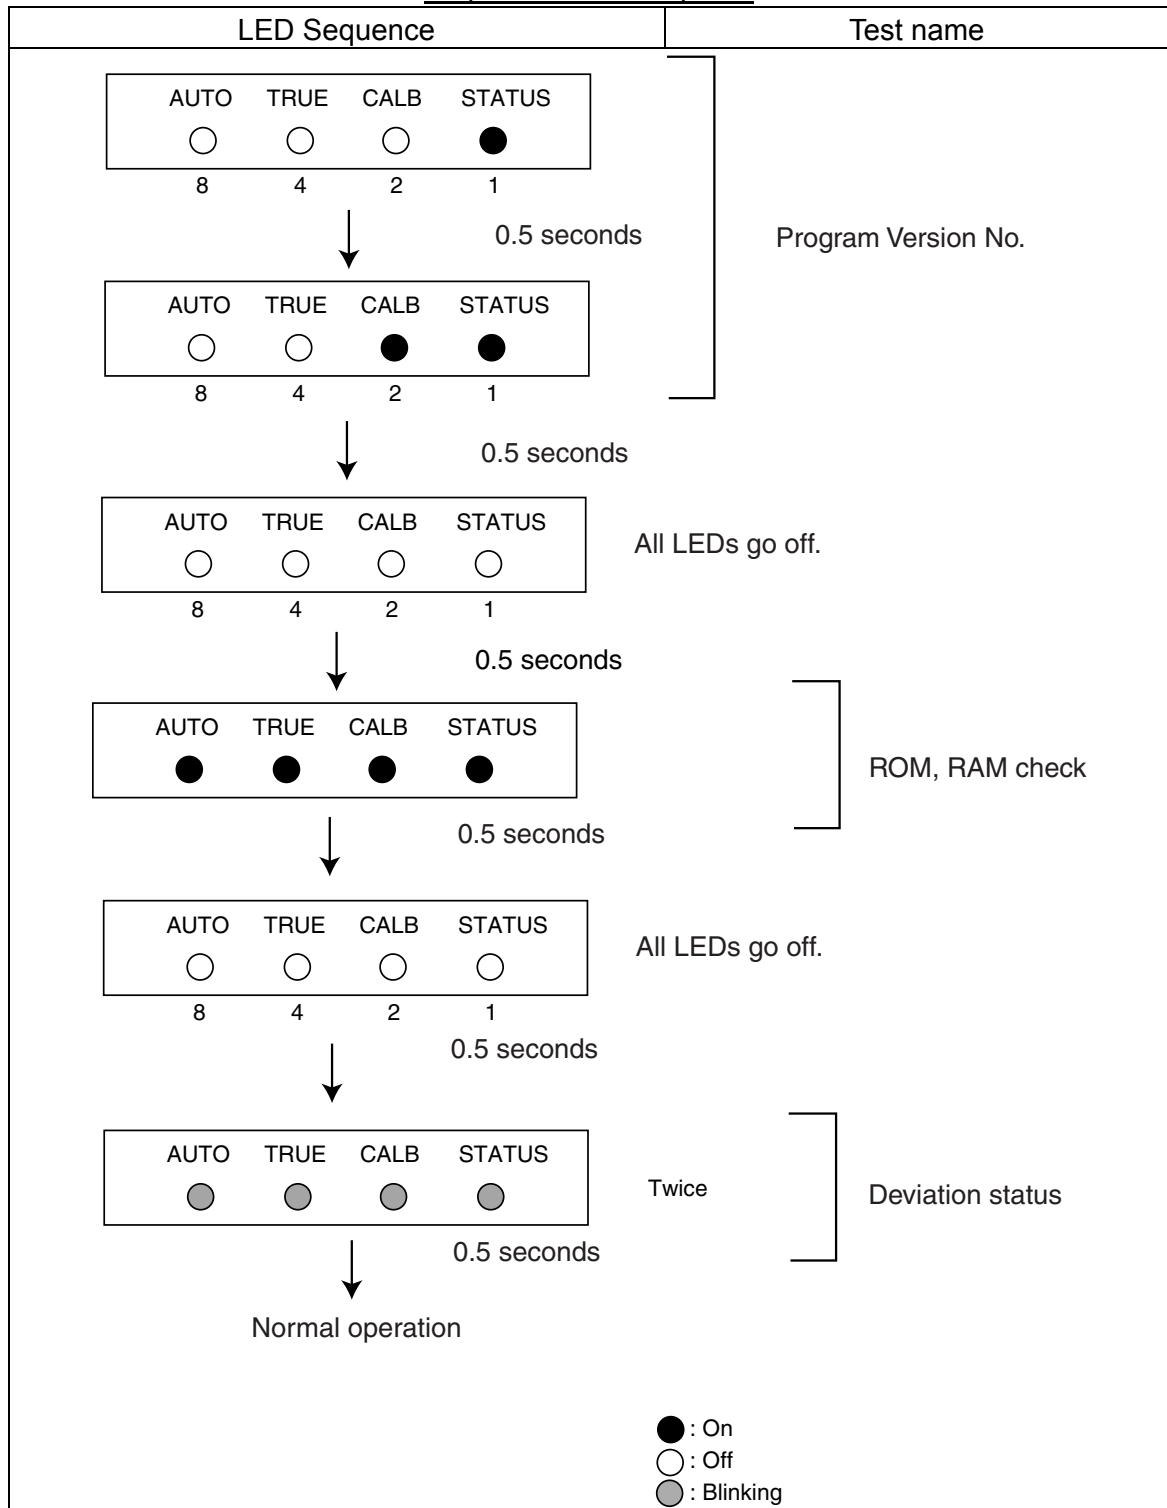 LED Sequence Test name
AUTO TRUE CALB STATUS
8 4 2 1
0.5 seconds
Program Version No.
AUTO TRUE CALB STATUS
8 4 2 1
0.5 seconds
AUTO TRUE CALB STATUS
All LEDs go off.
8 4 2 1
0.5 seconds
AUTO TRUE CALB STATUS
ROM, RAM check
0.5 seconds
AUTO TRUE CALB STATUS
All LEDs go off.
8 4 2 1
0.5 seconds
AUTO TRUE CALB STATUS
Twice
Deviation status
0.5 seconds
Normal operation
: On
: Off
: Blinking